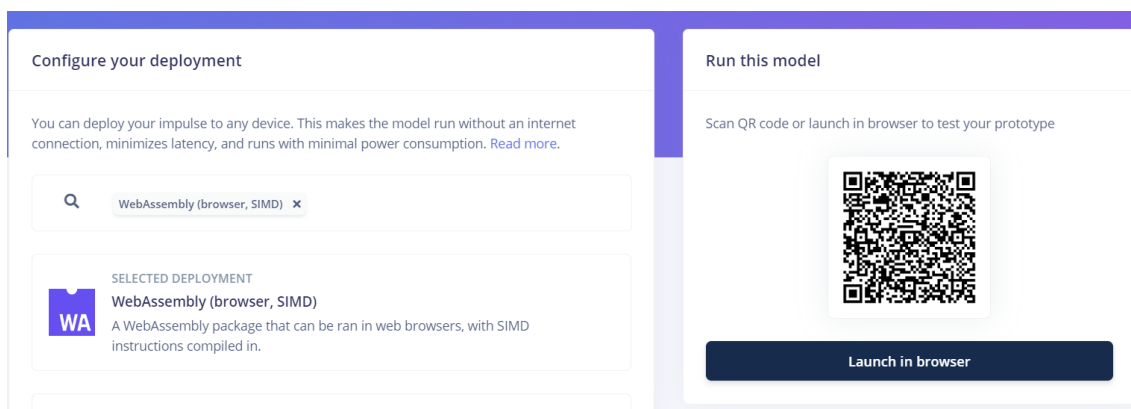 Configure your deployment
You can deploy your impulse to any device. This makes the model run without an internet
connection, minimizes latency, and runs with minimal power consumption. Read more.
WebAssembly (browser, SIMD) ×
SELECTED DEPLOYMENT
WA
WebAssembly (browser, SIMD)
A WebAssembly package that can be ran in web browsers, with SIMD
instructions compiled in.
Run this model
Scan QR code or launch in browser to test your prototype
Launch in browser